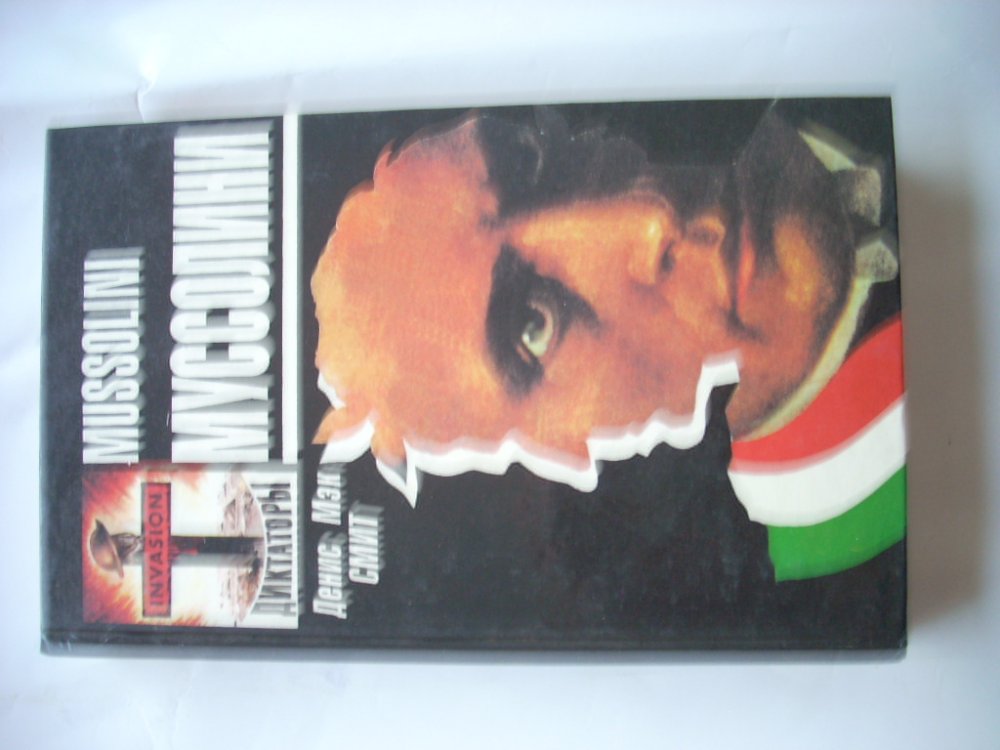 MUSSOLINI
МУССОЛИНИ
INVASION
ДИКТАТОРЫ
Денис Мэк
СМИТ